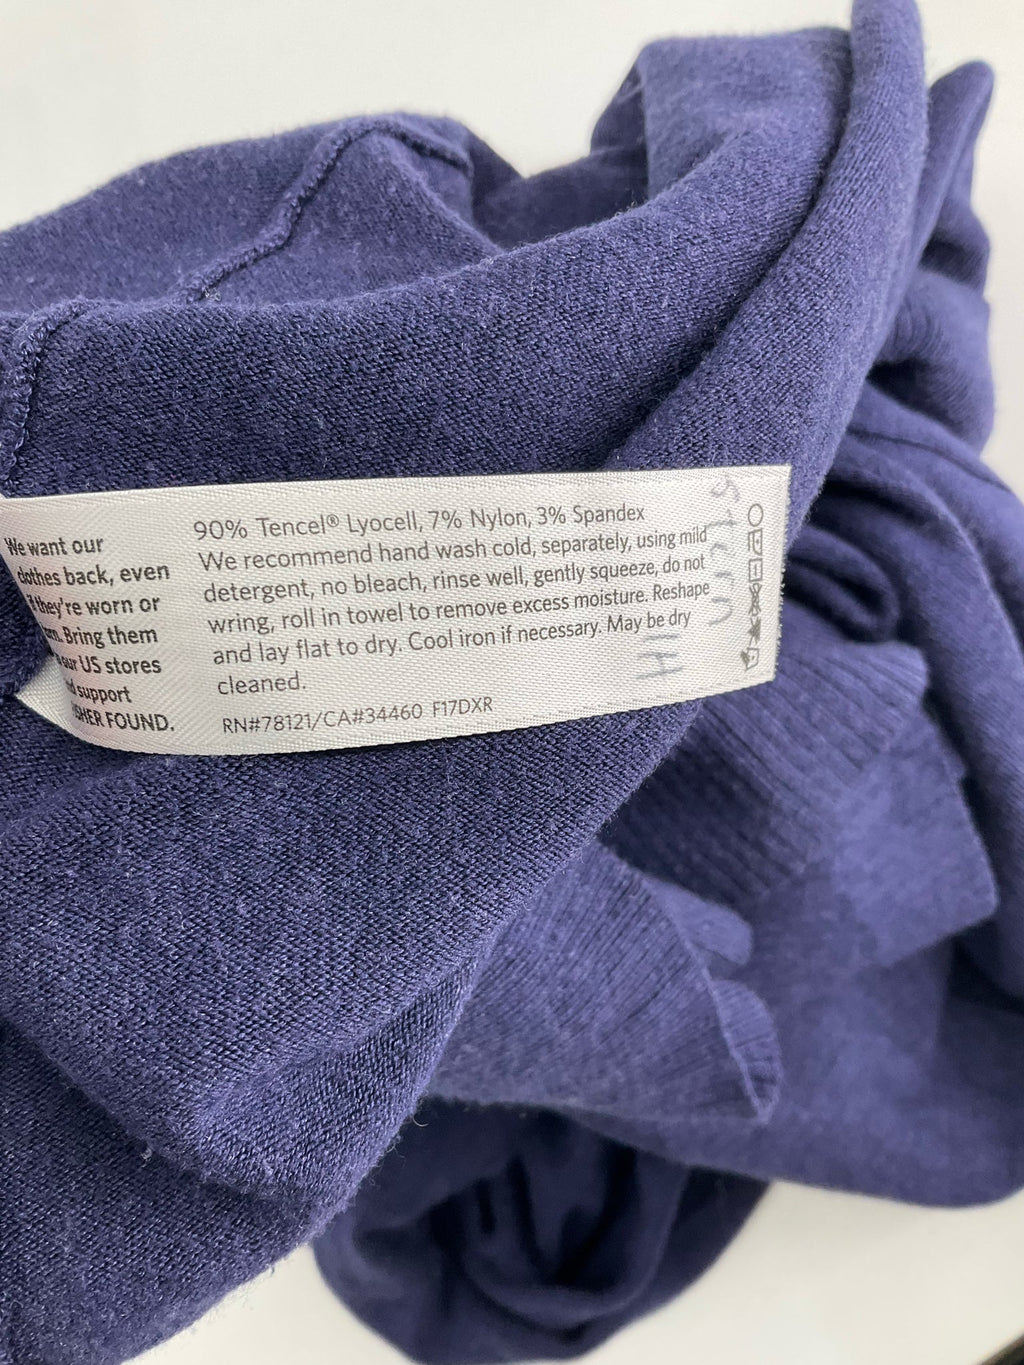 We want our
clothes back, even
if they're worn or
Bring them
our US stores
support
FOUND.
90% Tencel® Lyocell, 7% Nylon, 3% Spandex
We recommend hand wash cold, separately, using mild
detergent, no bleach, rinse well, gently squeeze, do not
wring, roll in towel to remove excess moisture. Reshape
and lay flat to dry. Cool iron if necessary. May be dry
cleaned.
RN#78121/CA#34460 F17DXR